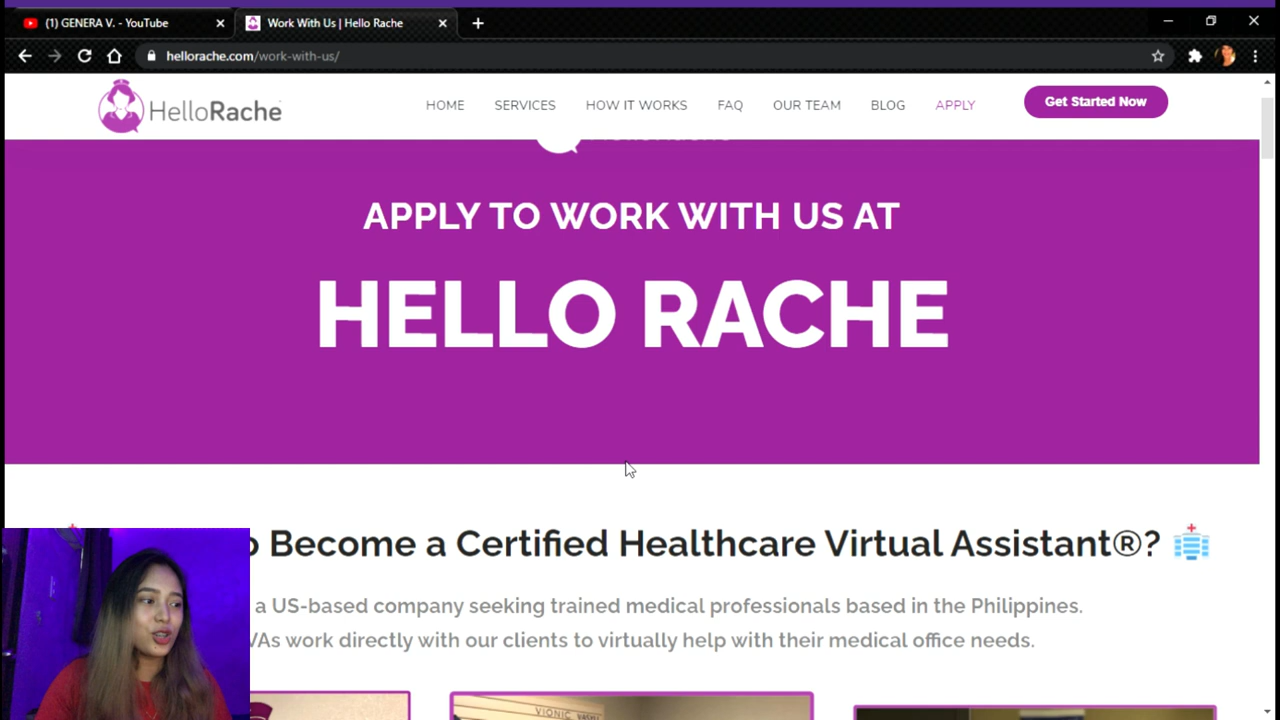 (1) GENERA V. - YouTube
Work With Us | Hello Rache
hellorache.com/work-with-us/
HelloRache
HOME
SERVICES
HOW IT WORKS
FAQ
OUR TEAM
BLOG
APPLY
Get Started Now
APPLY TO WORK WITH US AT
HELLO RACHE
Become a Certified Healthcare Virtual Assistant®?
a US-based company seeking trained medical professionals based in the Philippines.
VAs work directly with our clients to virtually help with their medical office needs.
VIONIC